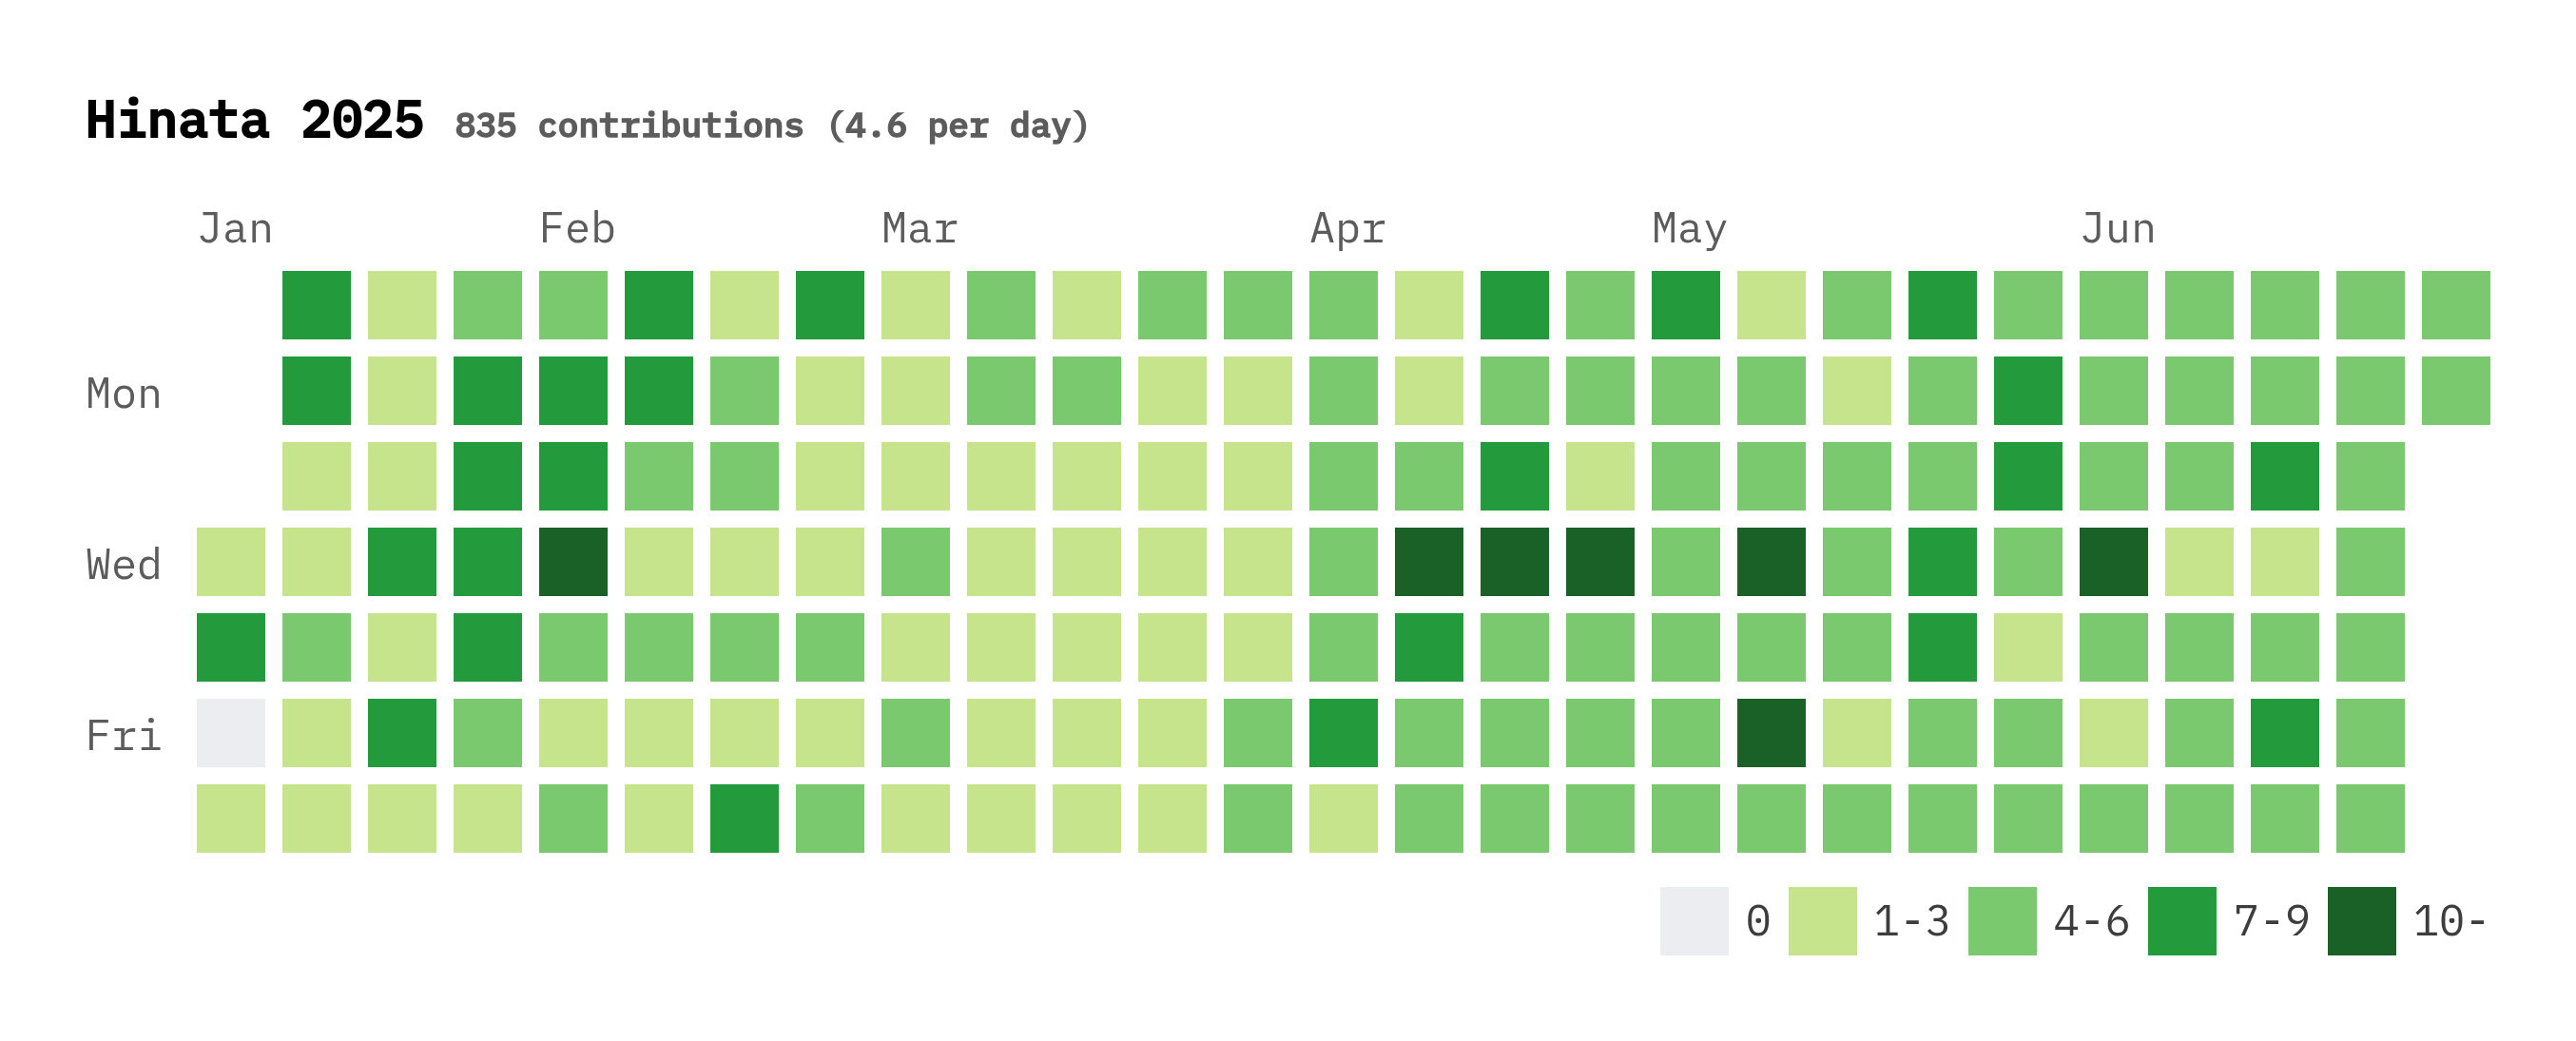 Hinata 2025 835 contributions (4.6 per day)
Jan Feb Mar Apr May Jun
Mon
Wed
Fri
0 1-3 4-6 7-9 10-